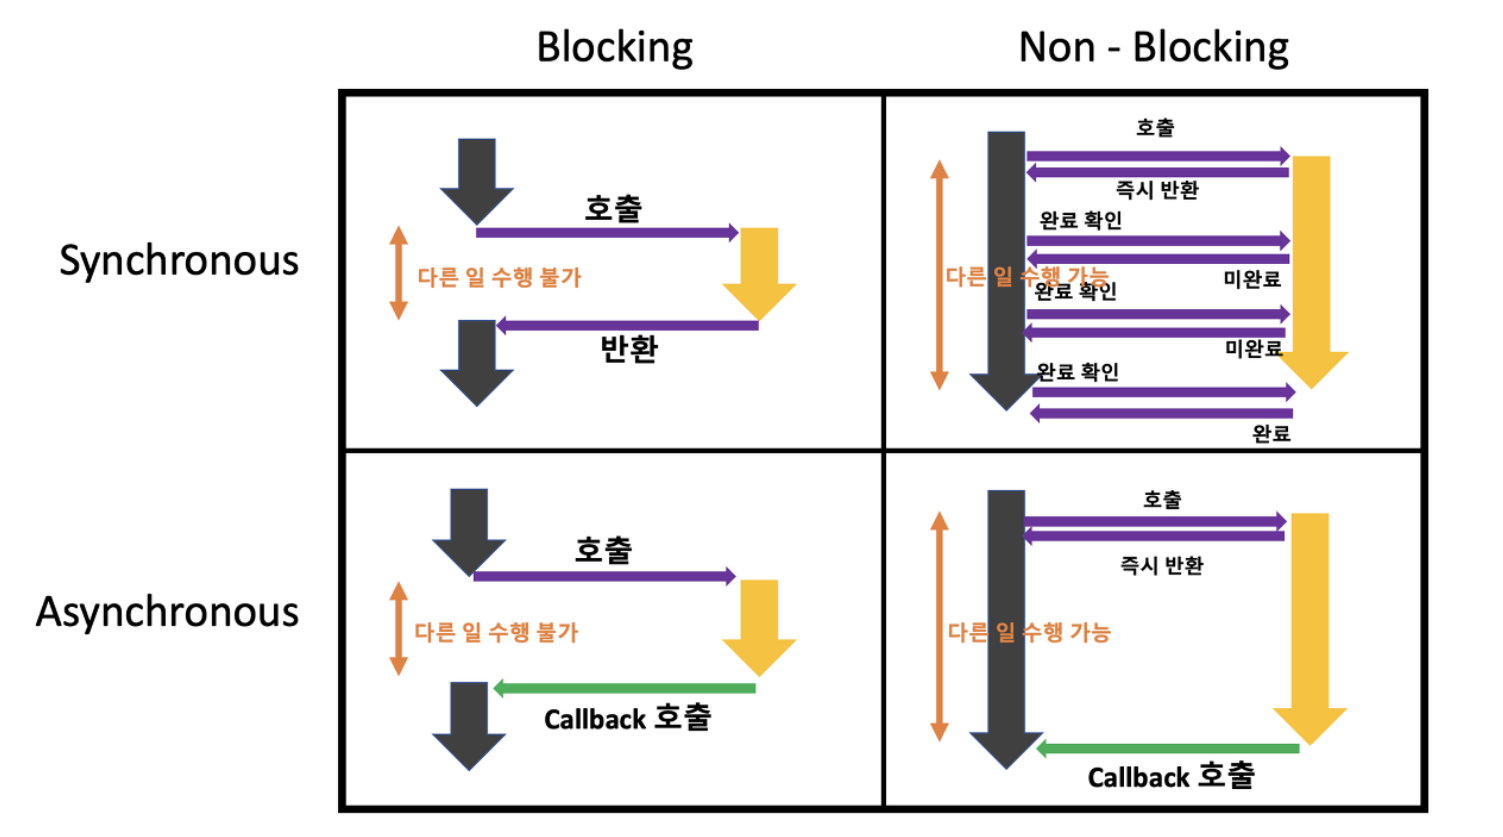 Blocking
Non - Blocking
Synchronous
호출
다른 일 수행 불가
반환
호출
즉시 반환
완료 확인
다른 일 수행 가능
미완료
완료 확인
미완료
완료 확인
완료
Asynchronous
호출
다른 일 수행 불가
Callback 호출
호출
즉시 반환
다른 일 수행 가능
Callback 호출